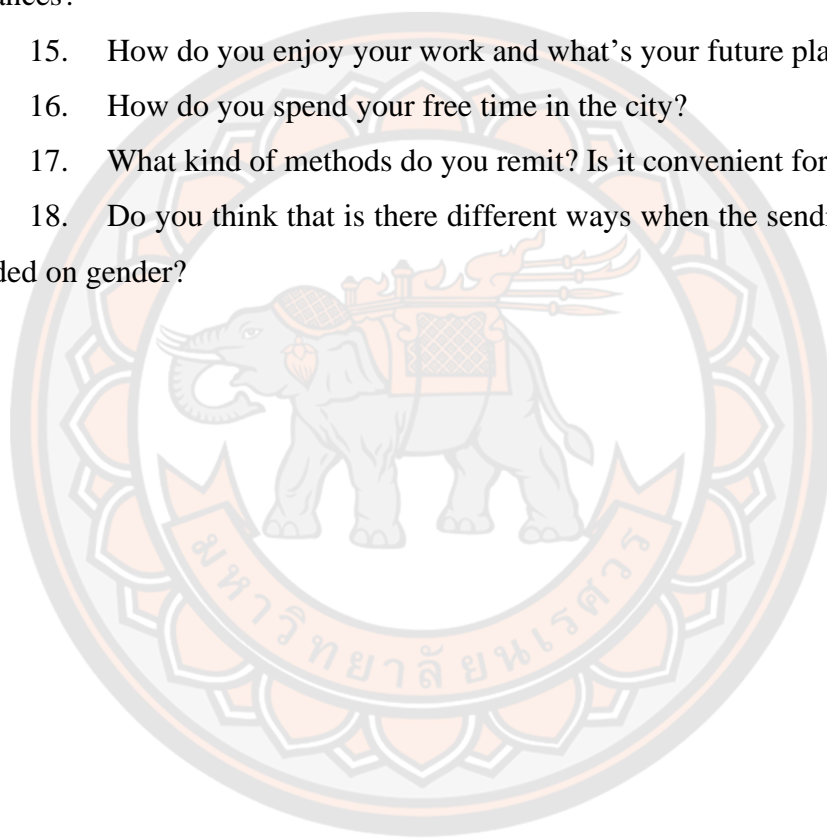 ances?
15. How do you enjoy your work and what’s your future pla
16. How do you spend your free time in the city?
17. What kind of methods do you remit? Is it convenient for
18. Do you think that is there different ways when the sendi
ded on gender?
มหาวิทยาลัยนเรศวร